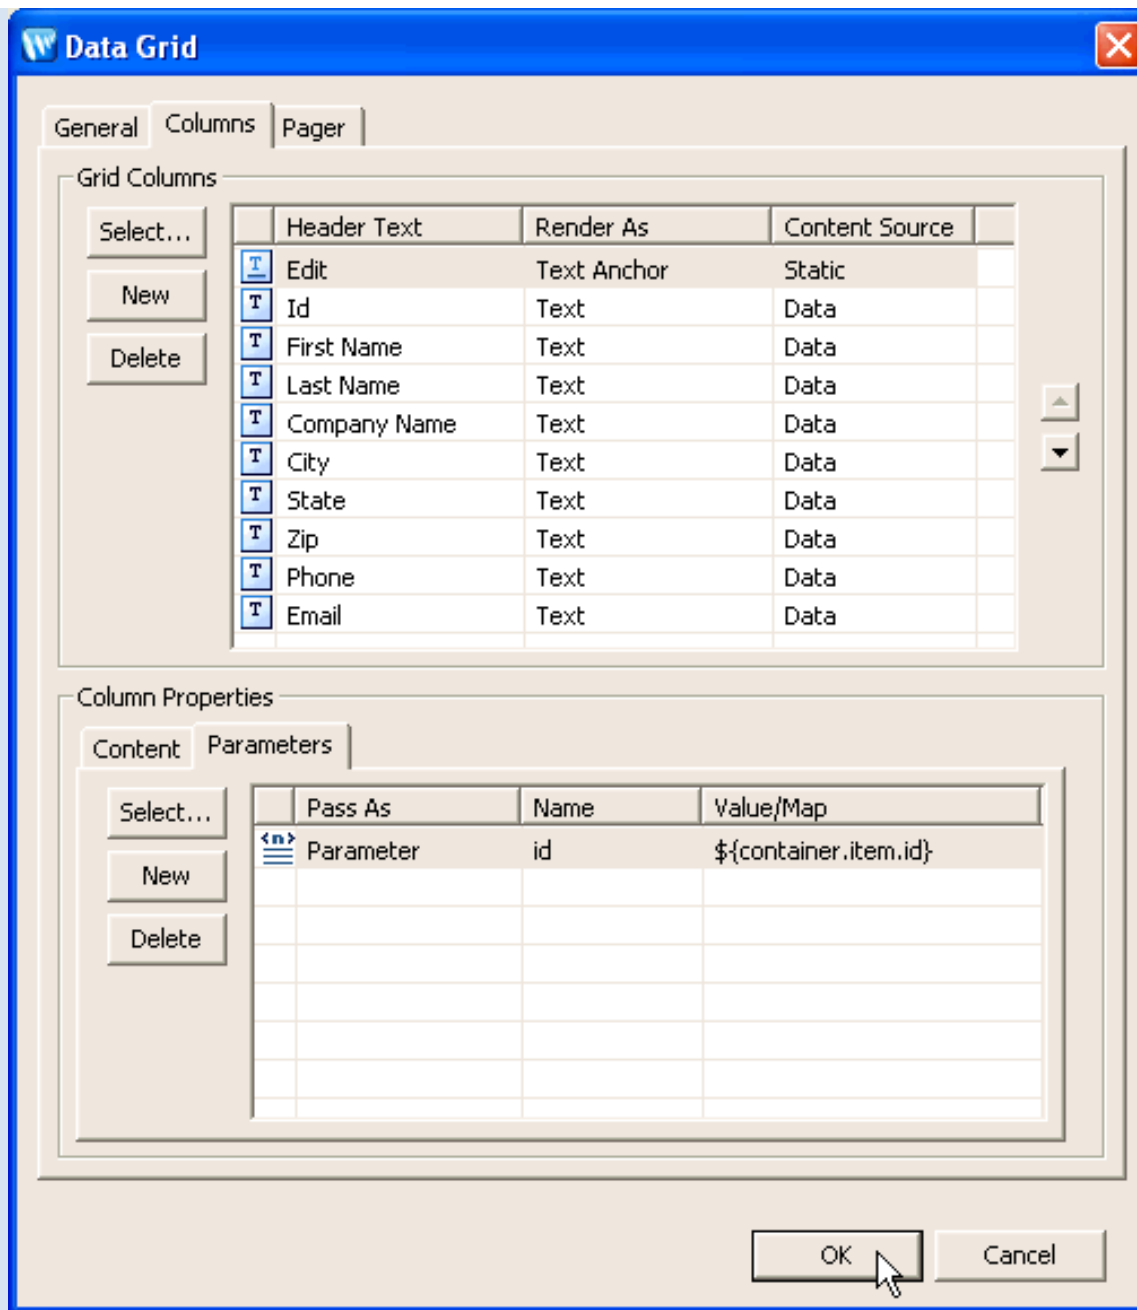 Data Grid
General Columns Pager
Grid Columns
Select...
New
Delete
Header Text Render As Content Source
T Edit Text Anchor Static
T Id Text Data
T First Name Text Data
T Last Name Text Data
T Company Name Text Data
T City Text Data
T State Text Data
T Zip Text Data
T Phone Text Data
T Email Text Data
Column Properties
Content Parameters
Select...
New
Delete
Pass As Name Value/Map
<n> Parameter id ${container.item.id}
OK Cancel